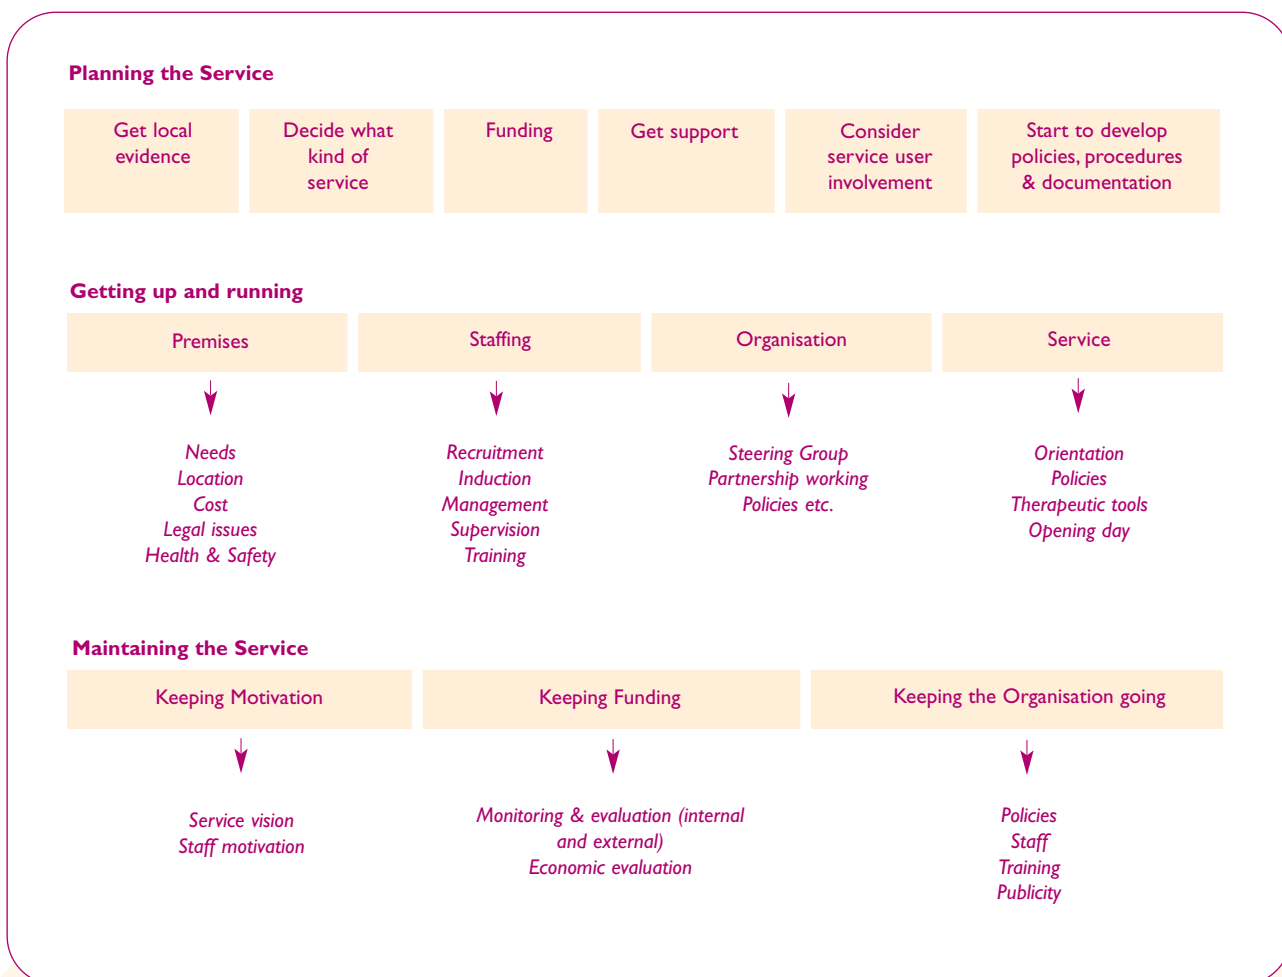 Planning the Service
Get local
evidence
Decide what
kind of
service
Funding
Get support
Consider
service user
involvement
Start to develop
policies, procedures
& documentation
Getting up and running
Premises
Staffing
Organisation
Service
Needs
Location
Cost
Legal issues
Health & Safety
Recruitment
Induction
Management
Supervision
Training
Steering Group
Partnership working
Policies etc.
Orientation
Policies
Therapeutic tools
Opening day
Maintaining the Service
Keeping Motivation
Keeping Funding
Keeping the Organisation going
Service vision
Staff motivation
Monitoring & evaluation (internal
and external)
Economic evaluation
Policies
Staff
Training
Publicity